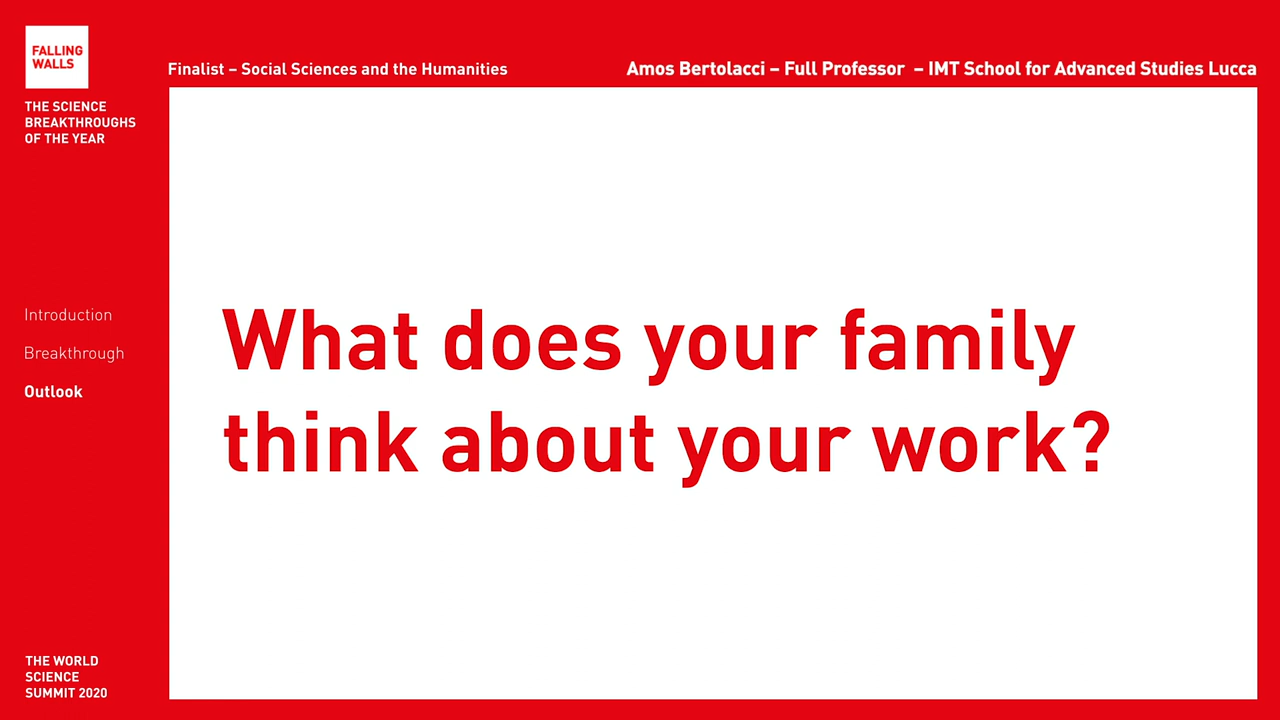 FALLING
WALLS
THE SCIENCE
BREAKTHROUGHS
OF THE YEAR
Finalist – Social Sciences and the Humanities
Amos Bertolacci – Full Professor – IMT School for Advanced Studies Lucca
Introduction
Breakthrough
Outlook
What does your family
think about your work?
THE WORLD
SCIENCE
SUMMIT 2020